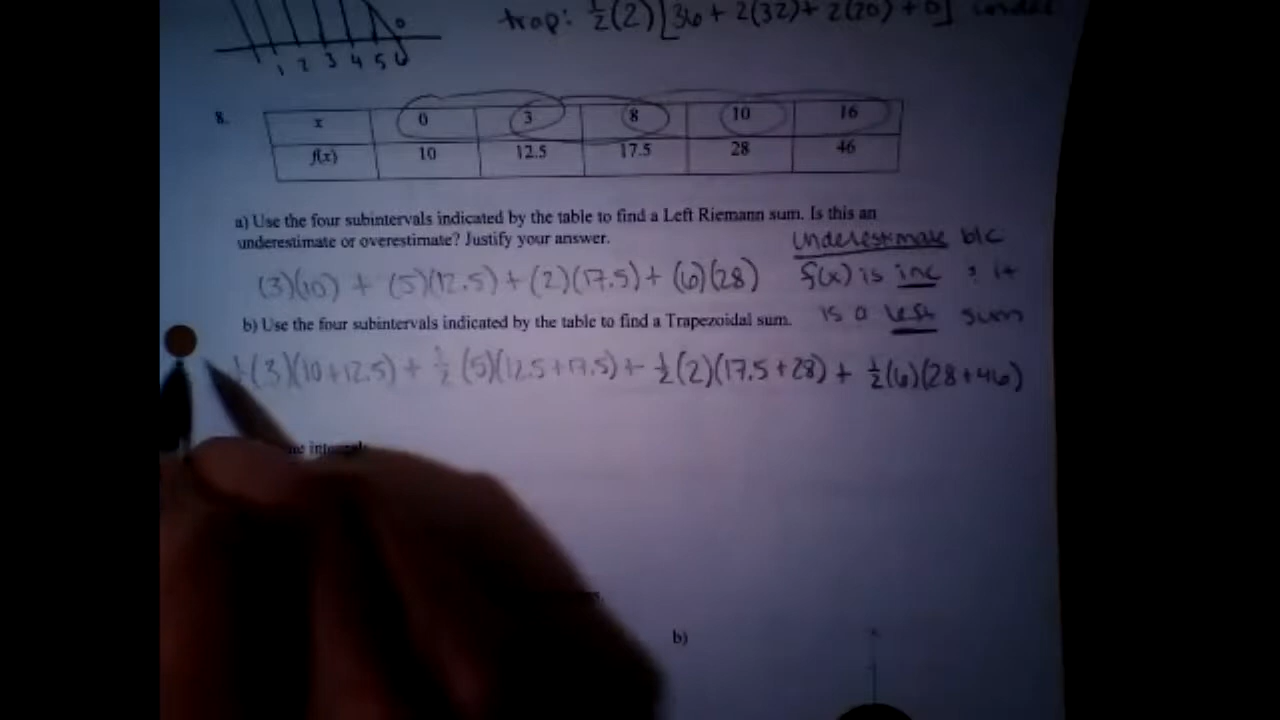 trap: ½(2)[36 + 2(32) + 2(20) + 0] under
0
1 2 3 4 5 6
8.
x 0 3 8 10 16
f(x) 10 12.5 17.5 28 46
a) Use the four subintervals indicated by the table to find a Left Riemann sum. Is this an
underestimate or overestimate? Justify your answer.
underestimate b/c
(3)(10) + (5)(12.5) + (2)(17.5) + (6)(28)
f(x) is inc & it
is a left sum
b) Use the four subintervals indicated by the table to find a Trapezoidal sum.
½(3)(10+12.5) + ½(5)(12.5+17.5) + ½(2)(17.5+28) + ½(6)(28+46)
b)